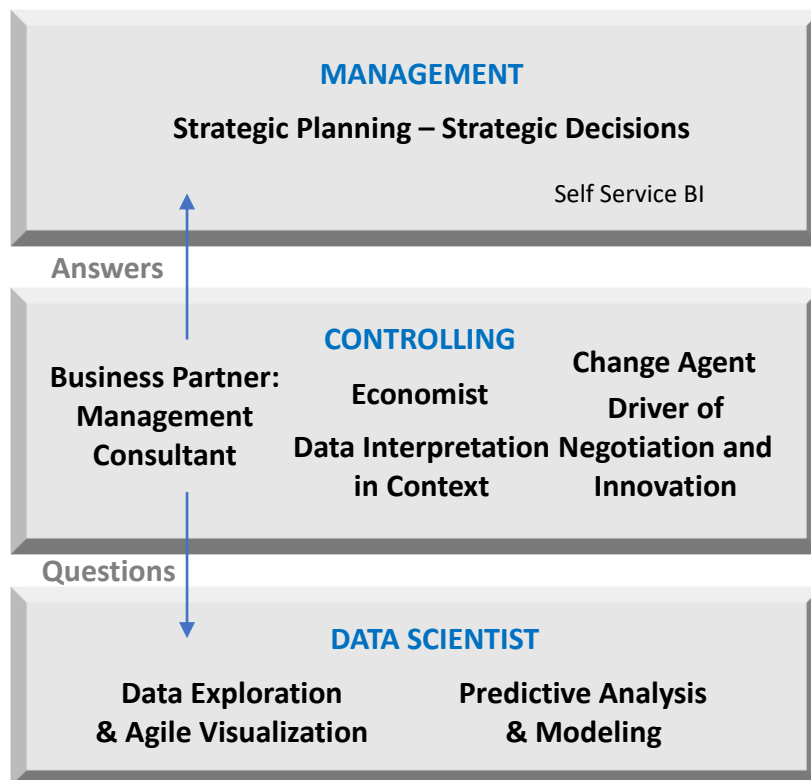 MANAGEMENT
Strategic Planning – Strategic Decisions
Self Service BI
Answers
CONTROLLING
Business Partner:
Management
Consultant
Economist
Data Interpretation
in Context
Change Agent
Driver of
Negotiation and
Innovation
Questions
DATA SCIENTIST
Data Exploration
& Agile Visualization
Predictive Analysis
& Modeling